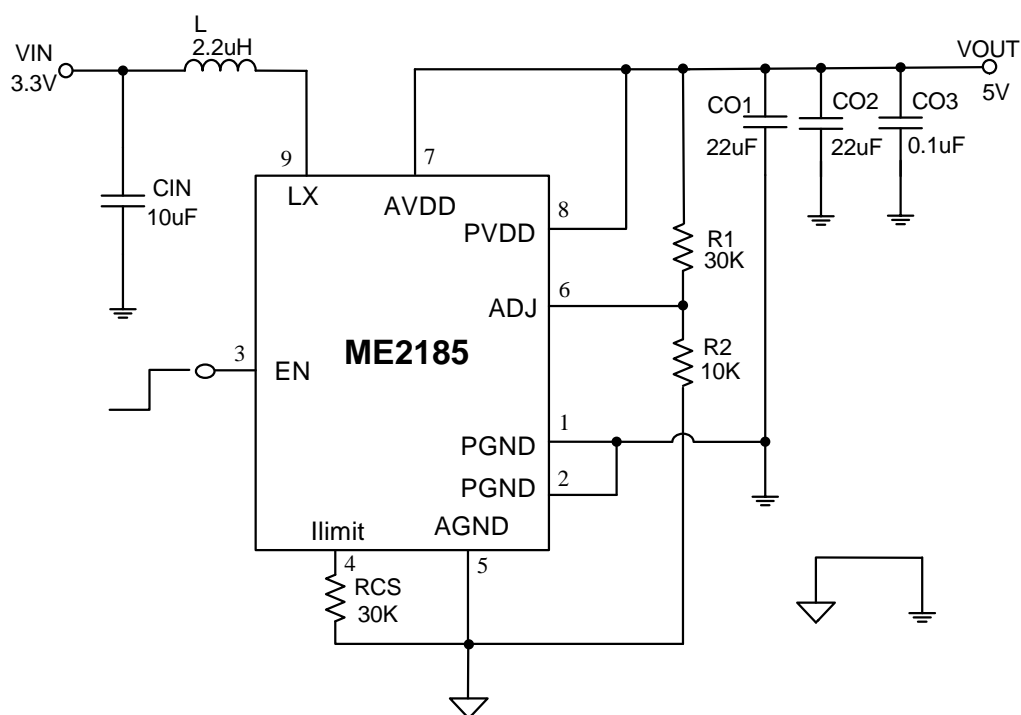 L
2.2uH
VIN
3.3V
VOUT
5V
CO1
22uF
CO2
22uF
CO3
0.1uF
9
7
CIN
10uF
LX
AVDD
PVDD
8
R1
30K
ADJ
6
ME2185
R2
10K
3
EN
PGND
1
PGND
2
AGND
Ilimit
4
5
RCS
30K